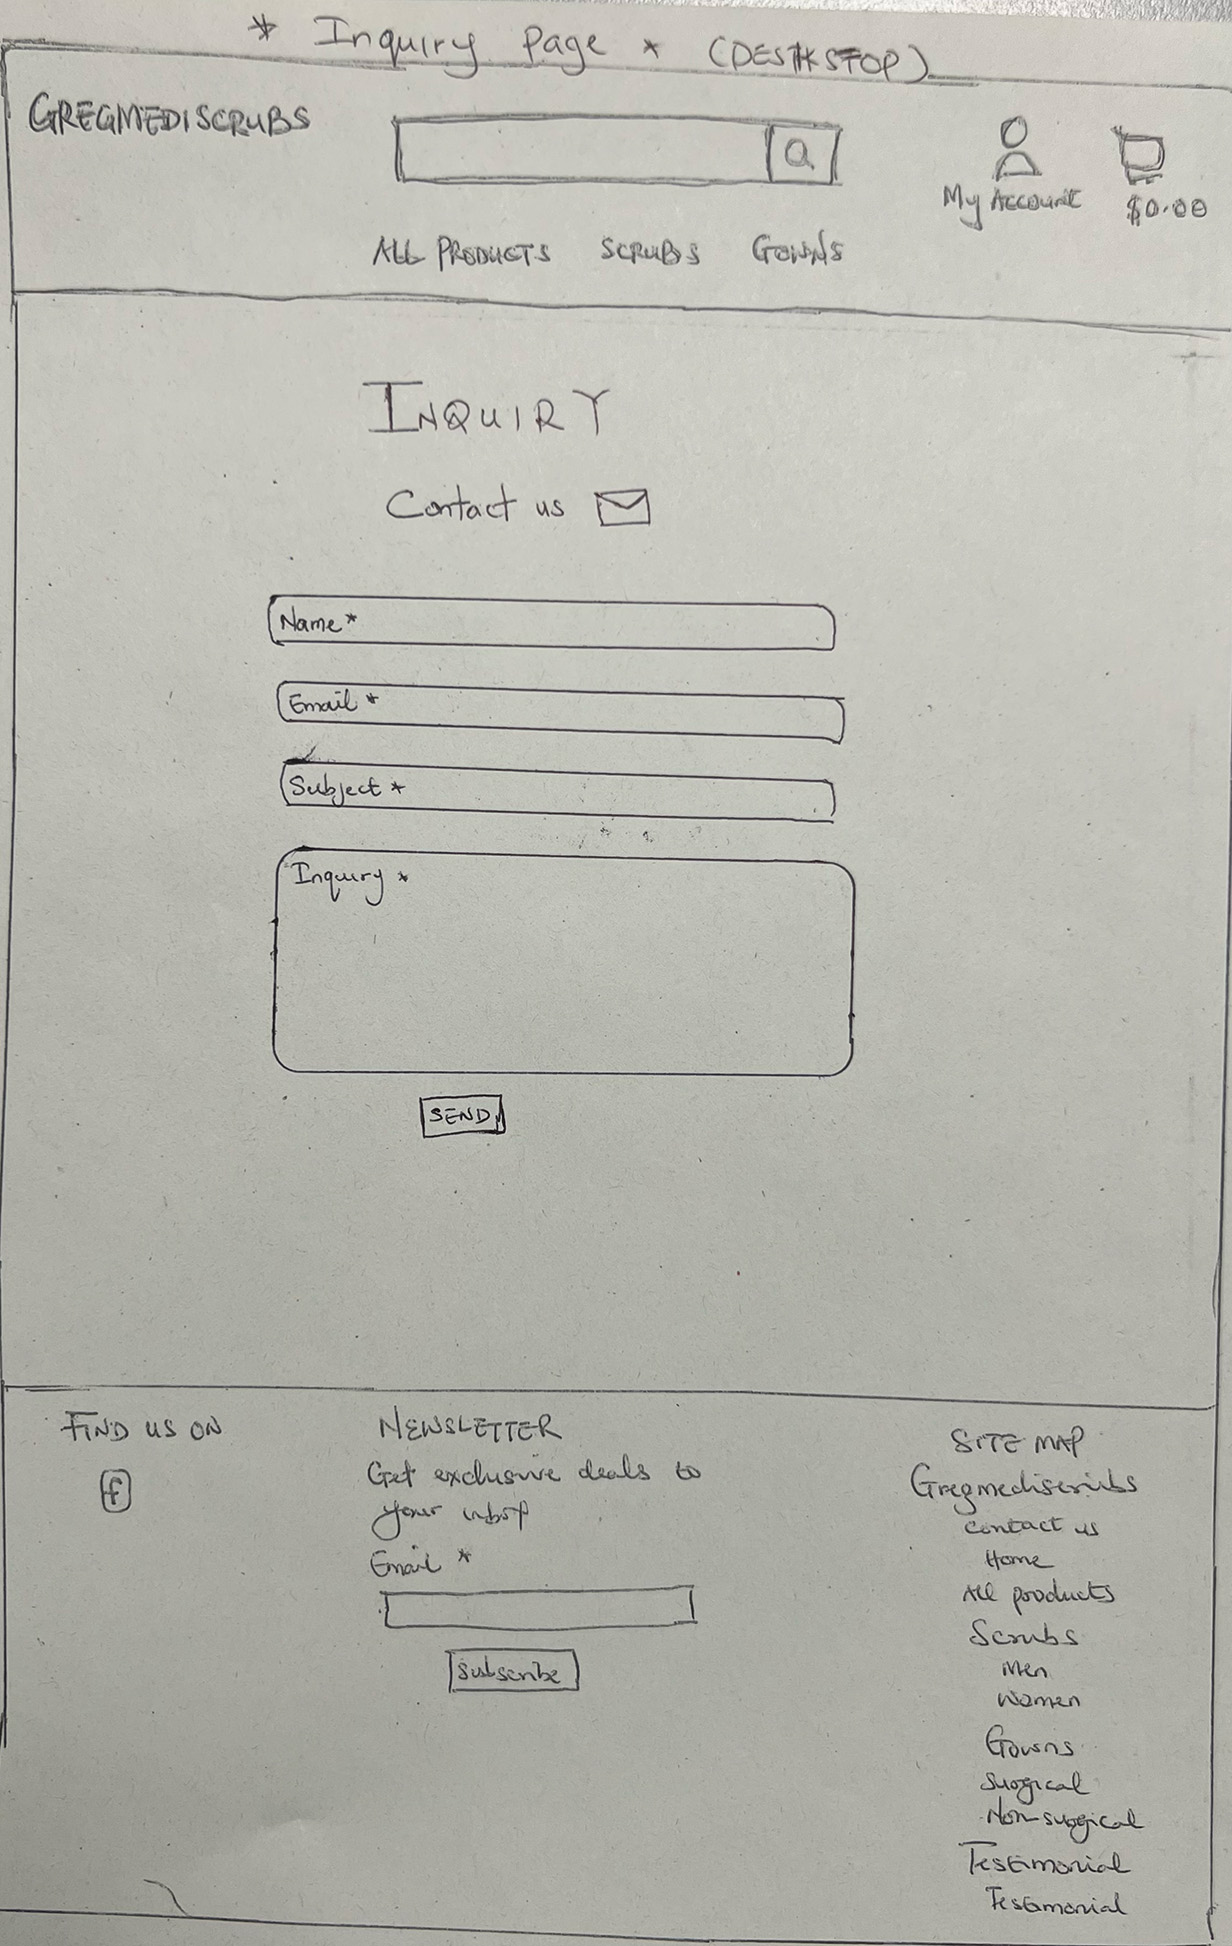 * Inquiry Page * (DESTKSTOP)
GREGMEDISCRUBS
My ACCOUNT
$0.00
ALL PRODUCTS SCRUBS GOWNS
INQUIRY
Contact us
Name*
Email *
Subject *
Inquiry *
SEND
FIND US ON
f
NEWSLETTER
Get exclusive deals to
your inbox
Email *
Subscribe
SITE MAP
Gregmediscrubs
Contact us
Home
All products
Scrubs
Men
Women
Gowns
Surgical
Non-surgical
Testimonial
Testimonial